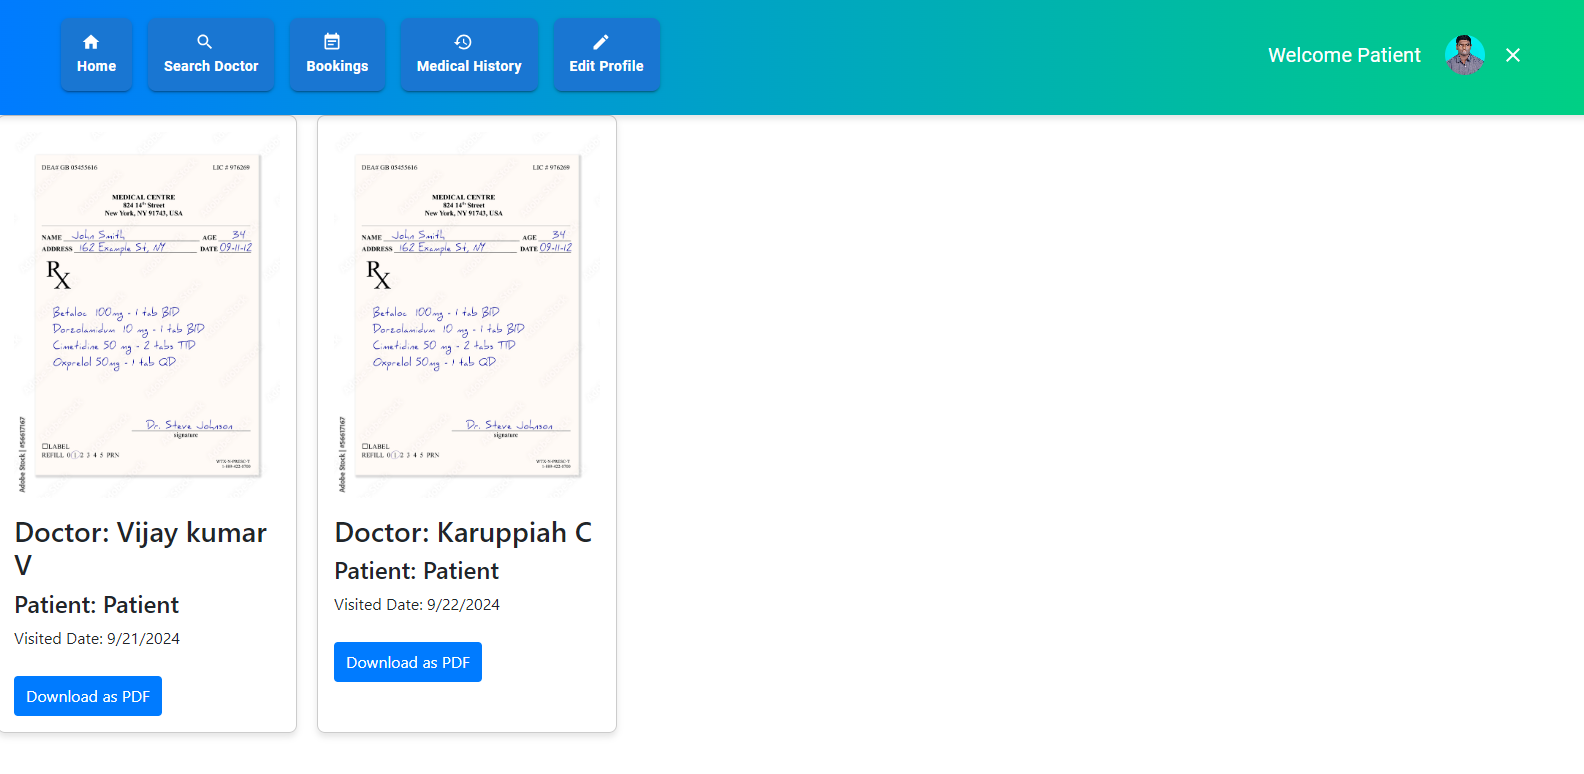 Home
Search Doctor
Bookings
Medical History
Edit Profile
Welcome Patient
DEA# GB 05455616 LIC # 976269
MEDICAL CENTRE
824 14th Street
New York, NY 91743, USA
NAME John Smith AGE 34
ADDRESS 162 Example St, NY DATE 09-11-12
Rx
Betaloc 100mg - 1 tab BID
Dorzolamidum 10 mg - 1 tab BID
Cimetidine 50 mg - 2 tabs TID
Oxprelol 50mg - 1 tab QD
Dr. Steve Johnson
signature
LABEL
REFILL 0 1 2 3 4 5 PRN
Adobe Stock | #56617167
Doctor: Vijay kumar
V
Patient: Patient
Visited Date: 9/21/2024
Download as PDF
DEA# GB 05455616 LIC # 976269
MEDICAL CENTRE
824 14th Street
New York, NY 91743, USA
NAME John Smith AGE 34
ADDRESS 162 Example St, NY DATE 09-11-12
Rx
Betaloc 100mg - 1 tab BID
Dorzolamidum 10 mg - 1 tab BID
Cimetidine 50 mg - 2 tabs TID
Oxprelol 50mg - 1 tab QD
Dr. Steve Johnson
signature
LABEL
REFILL 0 1 2 3 4 5 PRN
Adobe Stock | #56617167
Doctor: Karuppiah C
Patient: Patient
Visited Date: 9/22/2024
Download as PDF